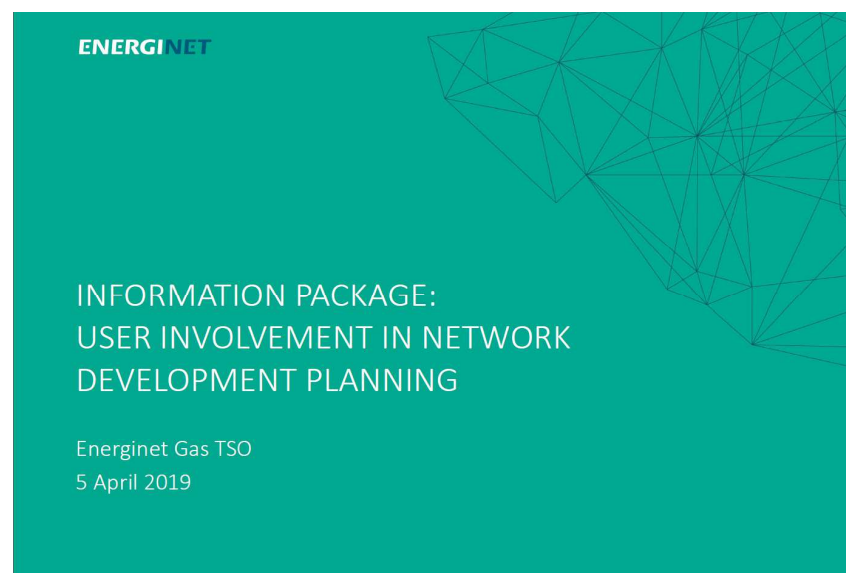 ENERGINET
INFORMATION PACKAGE:
USER INVOLVEMENT IN NETWORK
DEVELOPMENT PLANNING
Energinet Gas TSO
5 April 2019